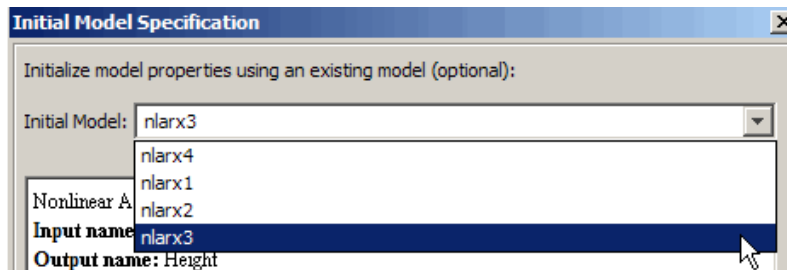 Initial Model Specification
Initialize model properties using an existing model (optional):
Initial Model: nlarx3
nlarx4
nlarx1
Nonlinear A
nlarx2
Input name
nlarx3
Output name: Height